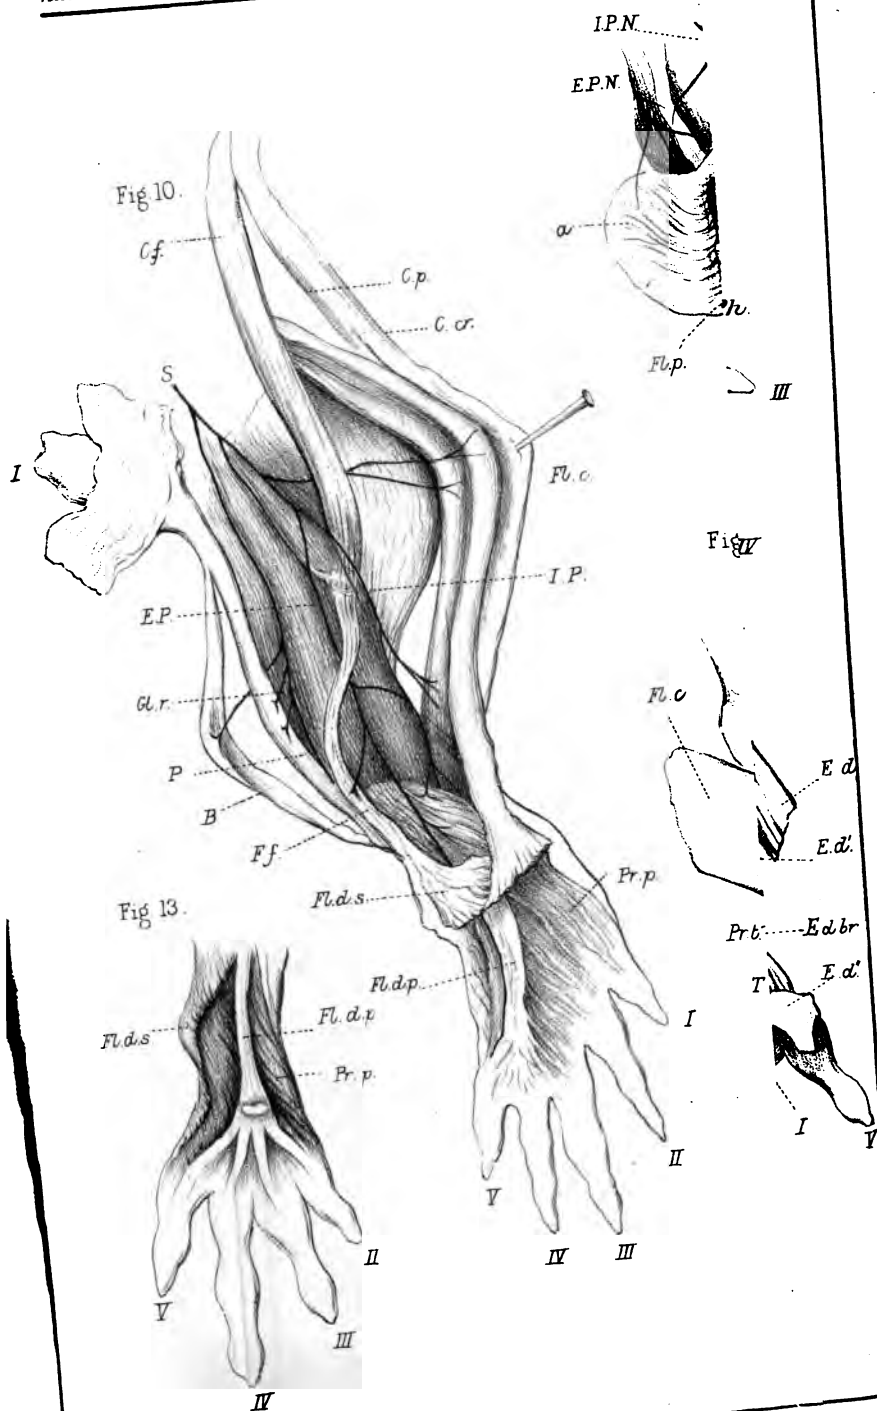 I.P.N.
E.P.N.
Fig 10.
C.f.
a
C.p.
C. cr.
h.
Fl.p.
S
III
I
Fl. c.
Fig IV
I.P.
E.P.
Fl. c
Gl. r.
P
E d
B
F.f.
E.d'.
Fl.d.s.
Pr.p.
Fig 13.
Pr t.
E d br
Fl.d.p.
T
E.d".
Fl.d.s
Fl.d.p
I
Pr.p.
I
V
II
V
II
IV
III
V
III
IV